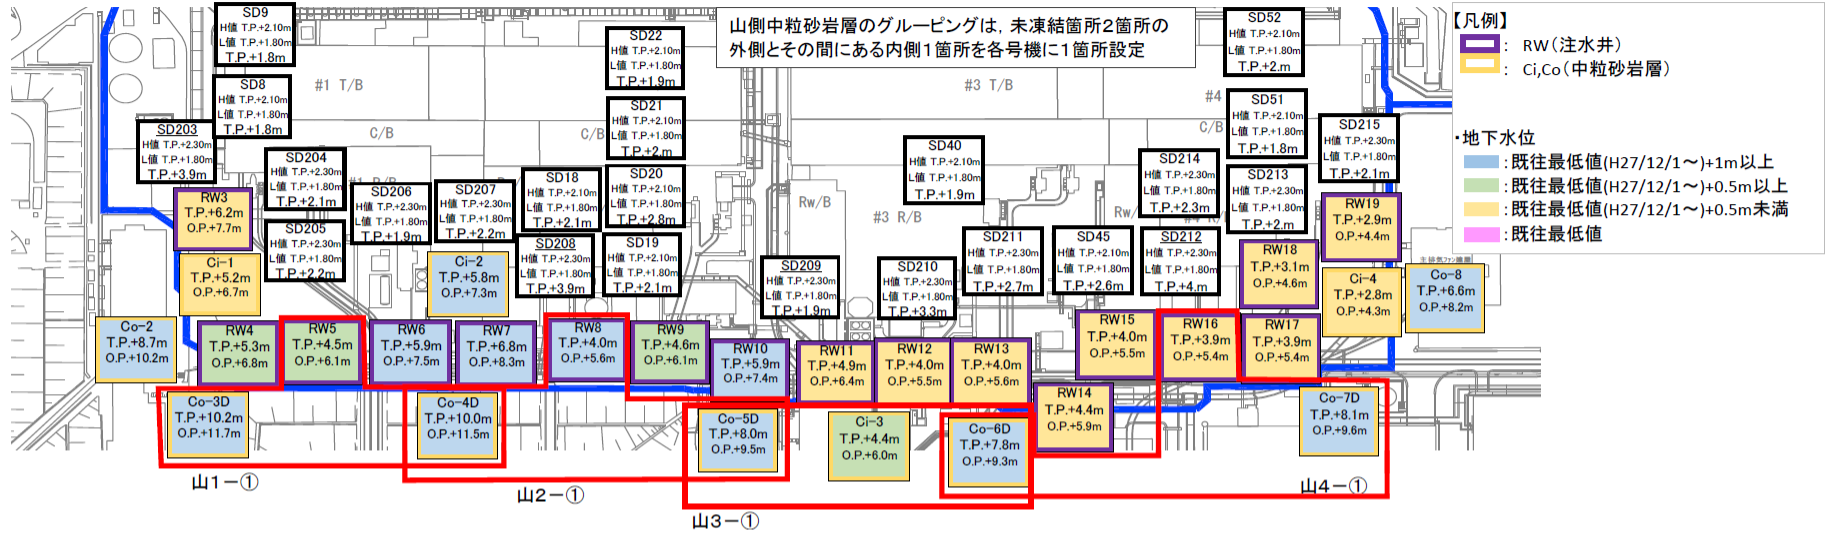 山側中粒砂岩層のグルーピングは，未凍結箇所２箇所の
外側とその間にある内側１箇所を各号機に１箇所設定
【凡例】
： RW（注水井）
： Ci,Co（中粒砂岩層）
・地下水位
：既往最低値(H27/12/1～)+1m以上
：既往最低値(H27/12/1～)+0.5m以上
：既往最低値(H27/12/1～)+0.5m未満
：既往最低値
SD9
H値 T.P.+2.10m
L値 T.P.+1.80m
T.P.+1.8m
SD8
H値 T.P.+2.10m
L値 T.P.+1.80m
T.P.+1.8m
SD203
H値 T.P.+2.30m
L値 T.P.+1.80m
T.P.+3.9m
SD204
H値 T.P.+2.30m
L値 T.P.+1.80m
T.P.+2.1m
SD205
H値 T.P.+2.30m
L値 T.P.+1.80m
T.P.+2.2m
SD206
H値 T.P.+2.30m
L値 T.P.+1.80m
T.P.+1.9m
SD207
H値 T.P.+2.30m
L値 T.P.+1.80m
T.P.+2.2m
SD18
H値 T.P.+2.10m
L値 T.P.+1.80m
T.P.+2.1m
SD208
H値 T.P.+2.30m
L値 T.P.+1.80m
T.P.+3.9m
SD22
H値 T.P.+2.10m
L値 T.P.+1.80m
T.P.+1.9m
SD21
H値 T.P.+2.10m
L値 T.P.+1.80m
T.P.+2.m
SD20
H値 T.P.+2.10m
L値 T.P.+1.80m
T.P.+2.8m
SD19
H値 T.P.+2.10m
L値 T.P.+1.80m
T.P.+2.1m
SD209
H値 T.P.+2.30m
L値 T.P.+1.80m
T.P.+1.9m
SD210
H値 T.P.+2.30m
L値 T.P.+1.80m
T.P.+3.3m
SD40
H値 T.P.+2.10m
L値 T.P.+1.80m
T.P.+1.9m
SD211
H値 T.P.+2.30m
L値 T.P.+1.80m
T.P.+2.7m
SD45
H値 T.P.+2.10m
L値 T.P.+1.80m
T.P.+2.6m
SD214
H値 T.P.+2.30m
L値 T.P.+1.80m
T.P.+2.3m
SD212
H値 T.P.+2.30m
L値 T.P.+1.80m
T.P.+4.m
SD52
H値 T.P.+2.10m
L値 T.P.+1.80m
T.P.+2.m
SD51
H値 T.P.+2.10m
L値 T.P.+1.80m
T.P.+1.8m
SD213
H値 T.P.+2.30m
L値 T.P.+1.80m
T.P.+2.m
SD215
H値 T.P.+2.30m
L値 T.P.+1.80m
T.P.+2.1m
#1 T/B
C/B
C/B
#3 T/B
#4
C/B
Rw/B
#3 R/B
Rw/
RW3
T.P.+6.2m
O.P.+7.7m
Ci-1
T.P.+5.2m
O.P.+6.7m
Ci-2
T.P.+5.8m
O.P.+7.3m
RW19
T.P.+2.9m
O.P.+4.4m
RW18
T.P.+3.1m
O.P.+4.6m
Ci-4
T.P.+2.8m
O.P.+4.3m
主排気ファン機器
Co-8
T.P.+6.6m
O.P.+8.2m
Co-2
T.P.+8.7m
O.P.+10.2m
RW4
T.P.+5.3m
O.P.+6.8m
RW5
T.P.+4.5m
O.P.+6.1m
RW6
T.P.+5.9m
O.P.+7.5m
RW7
T.P.+6.8m
O.P.+8.3m
RW8
T.P.+4.0m
O.P.+5.6m
RW9
T.P.+4.6m
O.P.+6.1m
RW10
T.P.+5.9m
O.P.+7.4m
RW11
T.P.+4.9m
O.P.+6.4m
RW12
T.P.+4.0m
O.P.+5.5m
RW13
T.P.+4.0m
O.P.+5.6m
RW15
T.P.+4.0m
O.P.+5.5m
RW16
T.P.+3.9m
O.P.+5.4m
RW17
T.P.+3.9m
O.P.+5.4m
RW14
T.P.+4.4m
O.P.+5.9m
Co-3D
T.P.+10.2m
O.P.+11.7m
Co-4D
T.P.+10.0m
O.P.+11.5m
Co-5D
T.P.+8.0m
O.P.+9.5m
Ci-3
T.P.+4.4m
O.P.+6.0m
Co-6D
T.P.+7.8m
O.P.+9.3m
Co-7D
T.P.+8.1m
O.P.+9.6m
山１－①
山２－①
山３－①
山４－①